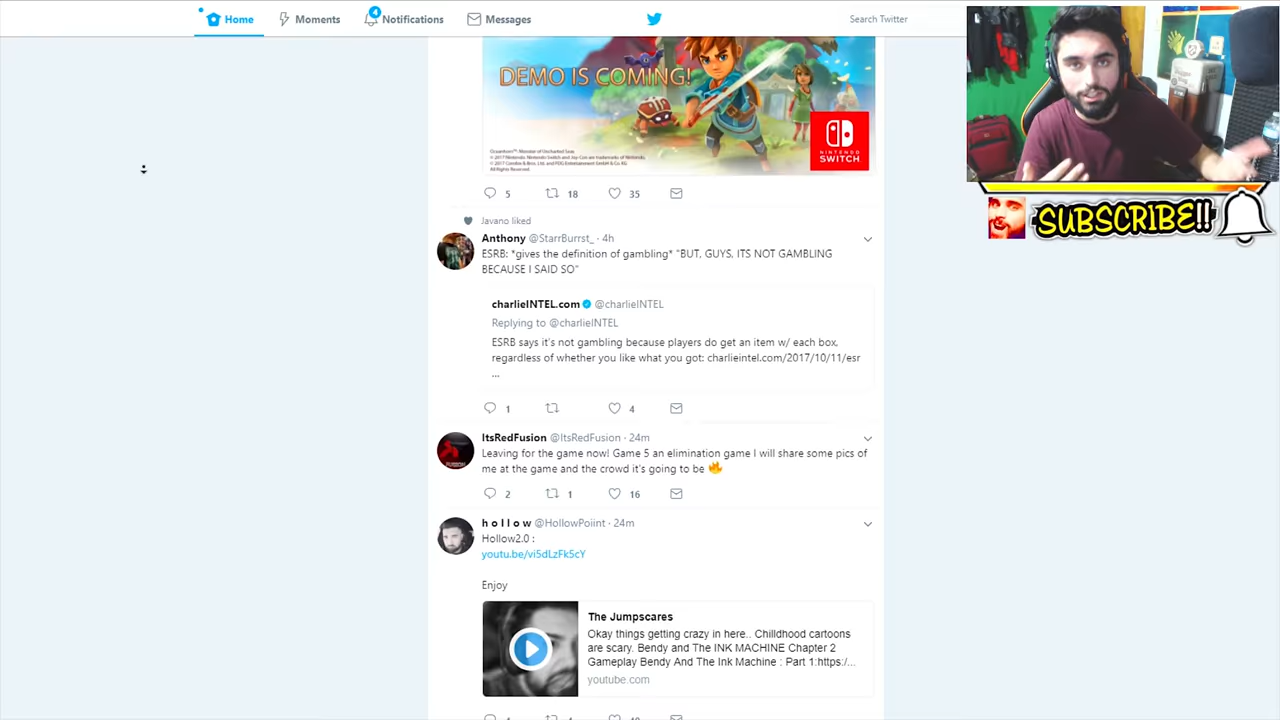 Home
Moments
4
Notifications
Messages
Search Twitter
DEMO IS COMING!
NINTENDO
SWITCH
5
18
35
Javano liked
Anthony @StarrBurrst_ · 4h
ESRB: *gives the definition of gambling* "BUT, GUYS, ITS NOT GAMBLING
BECAUSE I SAID SO"
charlieINTEL.com @charlieINTEL
Replying to @charlieINTEL
ESRB says it's not gambling because players do get an item w/ each box,
regardless of whether you like what you got: charlieintel.com/2017/10/11/esr
...
1
4
ItsRedFusion @ItsRedFusion · 24m
Leaving for the game now! Game 5 an elimination game I will share some pics of
me at the game and the crowd it's going to be 🔥
2
1
16
h o l l o w @HollowPoiint · 24m
Hollow2.0 :
youtu.be/vi5dLzFk5cY
Enjoy
The Jumpscares
Okay things getting crazy in here.. Chilldhood cartoons
are scary. Bendy and The INK MACHINE Chapter 2
Gameplay Bendy And The Ink Machine : Part 1:https:/...
youtube.com
SUBSCRIBE!!